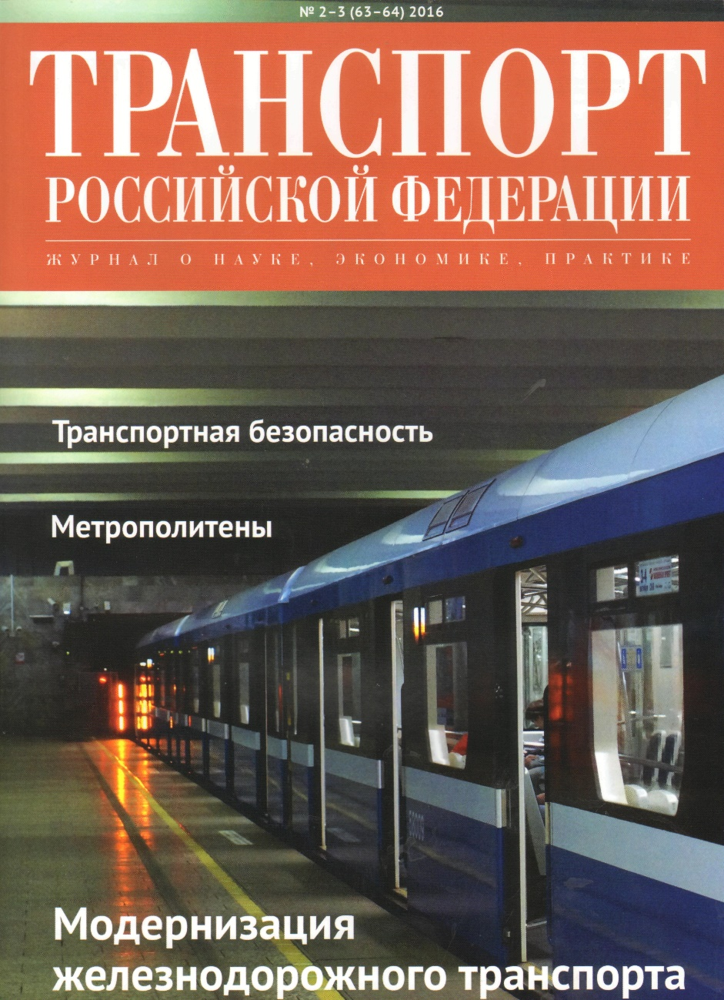 № 2–3 (63–64) 2016
ТРАНСПОРТ
РОССИЙСКОЙ ФЕДЕРАЦИИ
ЖУРНАЛ О НАУКЕ, ЭКОНОМИКЕ, ПРАКТИКЕ
Транспортная безопасность
Метрополитены
Модернизация
железнодорожного транспорта